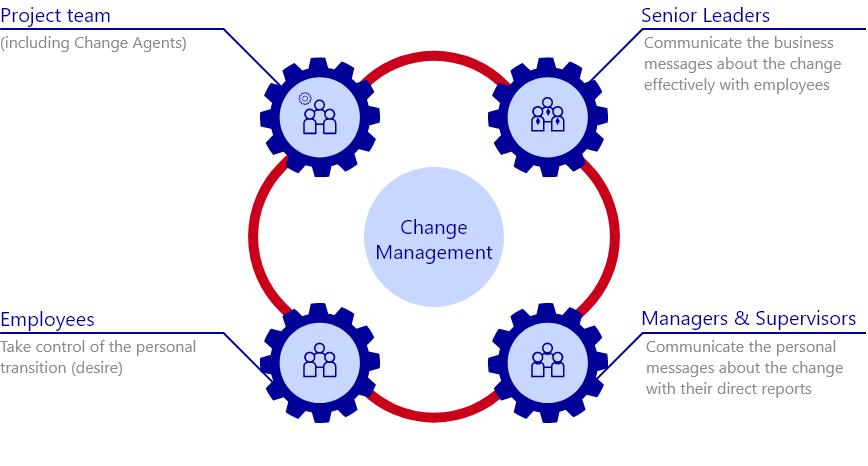 Project team
(including Change Agents)
Senior Leaders
Communicate the business
messages about the change
effectively with employees
Change
Management
Employees
Take control of the personal
transition (desire)
Managers & Supervisors
Communicate the personal
messages about the change
with their direct reports